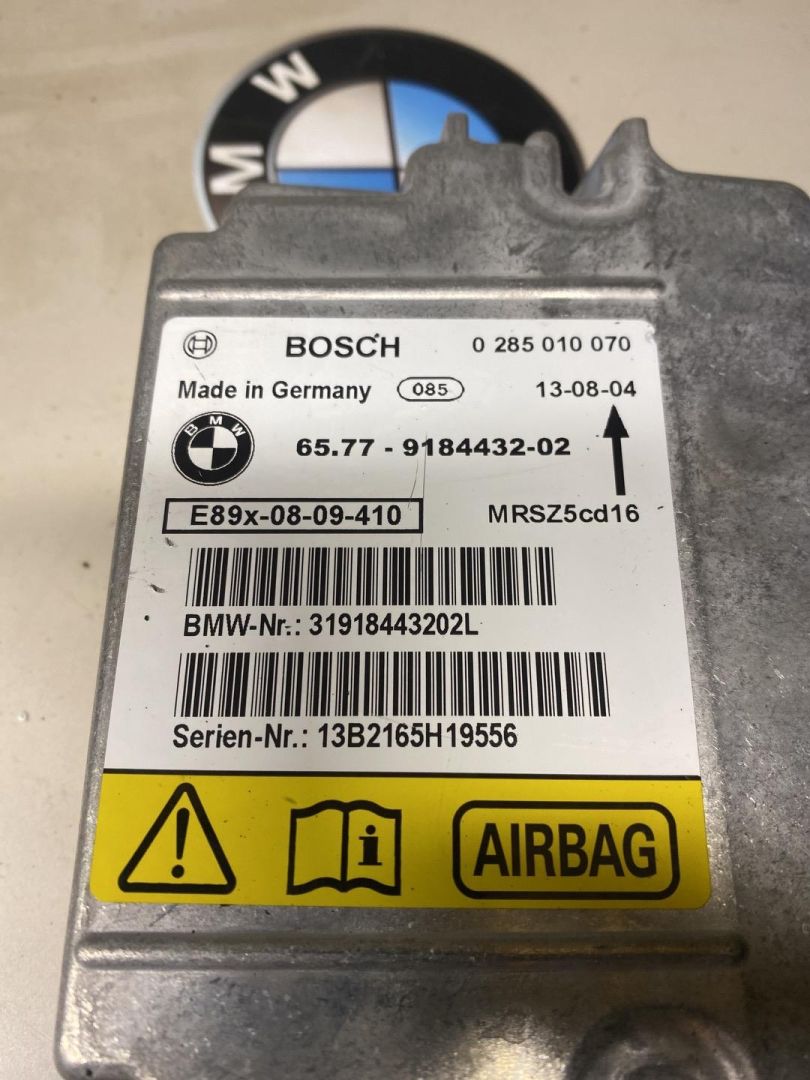 M W
BOSCH 0 285 010 070
Made in Germany 085 13-08-04
BMW 65.77 - 9184432-02
E89x-08-09-410 MRSZ5cd16
BMW-Nr.: 31918443202L
Serien-Nr.: 13B2165H19556
AIRBAG